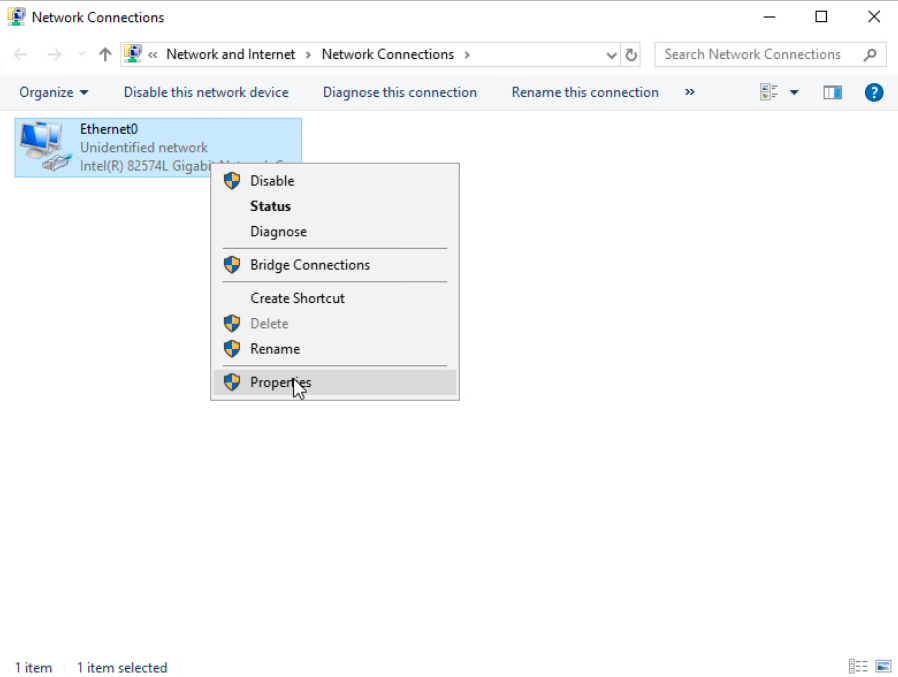 Network Connections
« Network and Internet › Network Connections ›
Search Network Connections
Organize
Disable this network device
Diagnose this connection
Rename this connection
»
Ethernet0
Unidentified network
Intel(R) 82574L Gigabi
Disable
Status
Diagnose
Bridge Connections
Create Shortcut
Delete
Rename
Properties
1 item
1 item selected